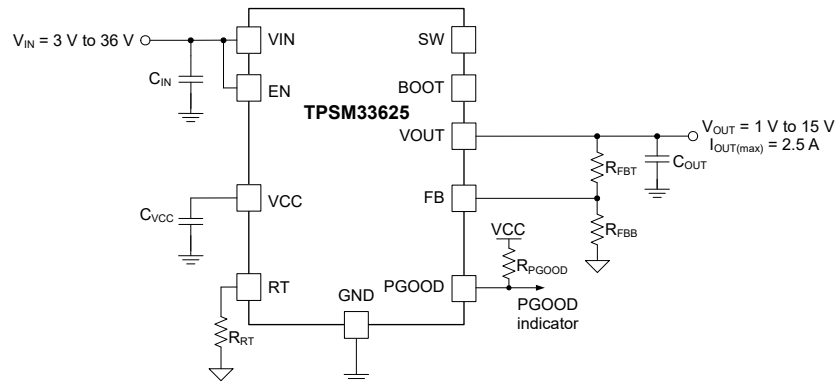 V_IN = 3 V to 36 V
VIN
SW
C_IN
EN
BOOT
TPSM33625
VOUT
V_OUT = 1 V to 15 V
I_OUT(max) = 2.5 A
R_FBT
C_OUT
C_VCC
VCC
FB
R_FBB
VCC
R_PGOOD
RT
GND
PGOOD
PGOOD
indicator
R_RT